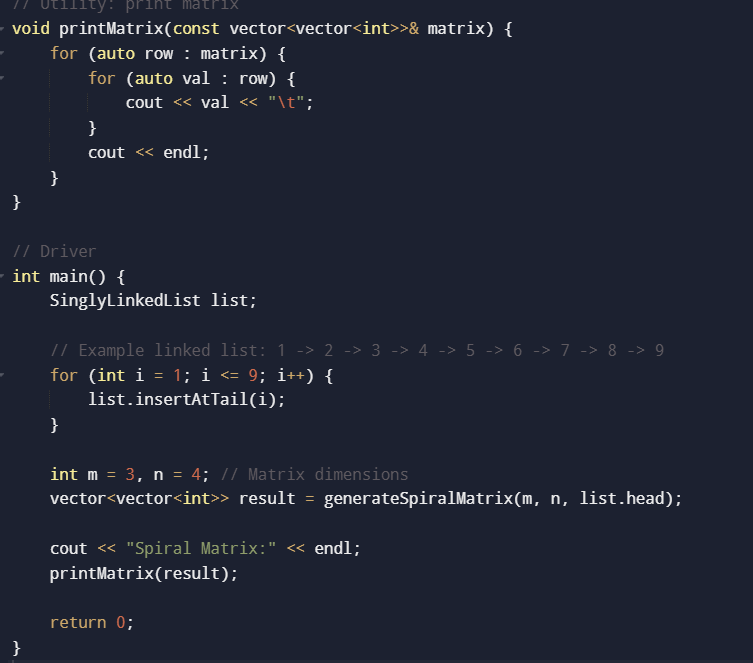 // Utility: print matrix
void printMatrix(const vector<vector<int>>& matrix) {
    for (auto row : matrix) {
        for (auto val : row) {
            cout << val << "\t";
        }
        cout << endl;
    }
}

// Driver
int main() {
    SinglyLinkedList list;

    // Example linked list: 1 -> 2 -> 3 -> 4 -> 5 -> 6 -> 7 -> 8 -> 9
    for (int i = 1; i <= 9; i++) {
        list.insertAtTail(i);
    }

    int m = 3, n = 4; // Matrix dimensions
    vector<vector<int>> result = generateSpiralMatrix(m, n, list.head);

    cout << "Spiral Matrix:" << endl;
    printMatrix(result);

    return 0;
}